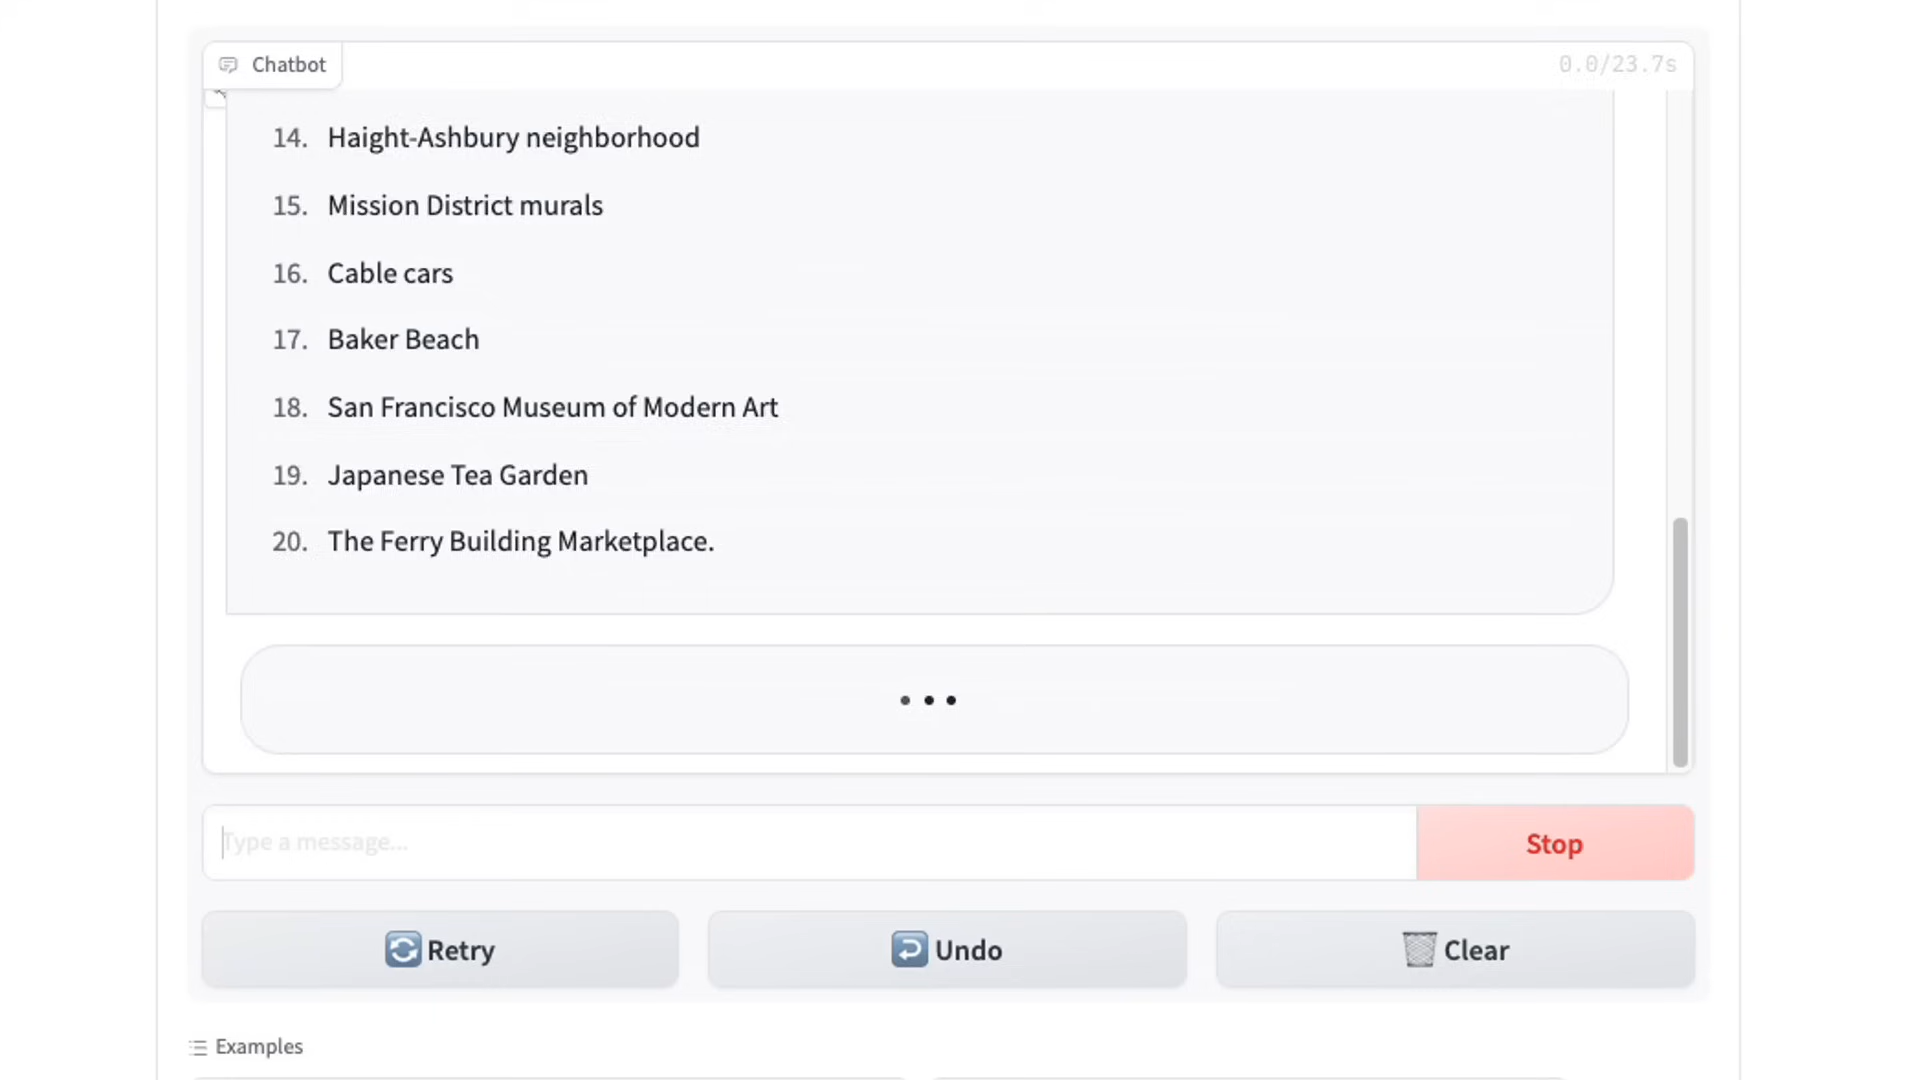 Chatbot
0.0/23.7s
14. Haight-Ashbury neighborhood
15. Mission District murals
16. Cable cars
17. Baker Beach
18. San Francisco Museum of Modern Art
19. Japanese Tea Garden
20. The Ferry Building Marketplace.
Type a message...
Stop
Retry
Undo
Clear
Examples